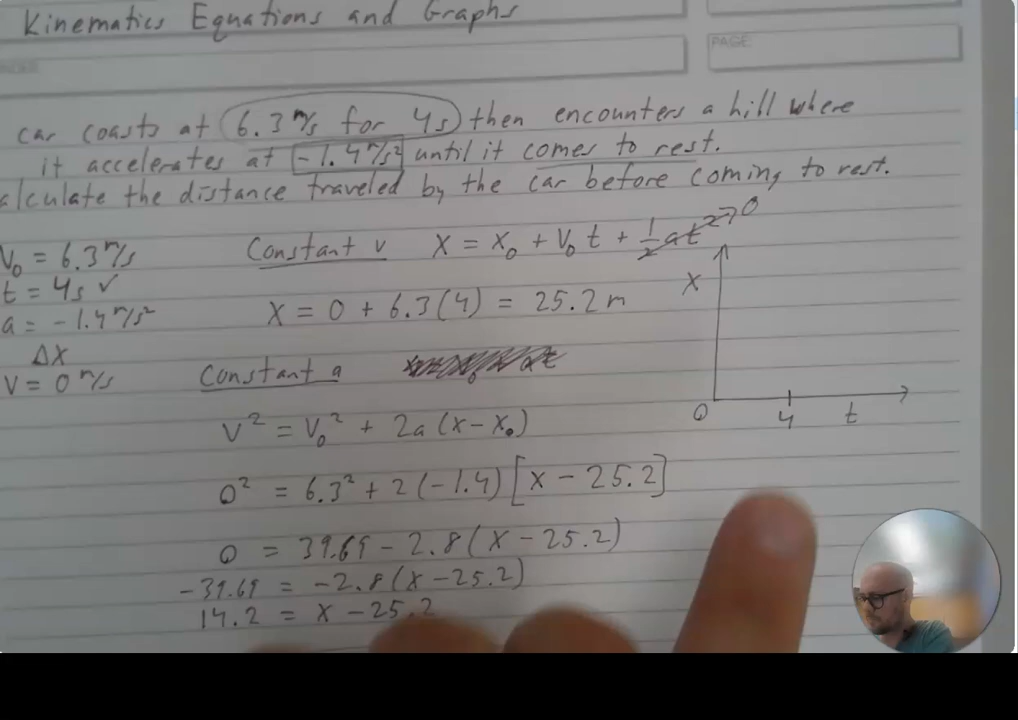 Kinematics Equations and Graphs
PAGE
car coasts at 6.3 m/s for 4s then encounters a hill where
it accelerates at -1.4 m/s² until it comes to rest.
alculate the distance traveled by the car before coming to rest.
V₀ = 6.3 m/s
t = 4s ✓
a = -1.4 m/s²
Δx
V = 0 m/s
Constant v x = x₀ + V₀ t + ½at² → 0
x = 0 + 6.3(4) = 25.2 m
Constant a
V² = V₀² + 2a (x - x₀)
0² = 6.3² + 2(-1.4) [x - 25.2]
0 = 39.69 - 2.8(x - 25.2)
-39.69 = -2.8(x - 25.2)
14.2 = x - 25.2
x
0 4 t